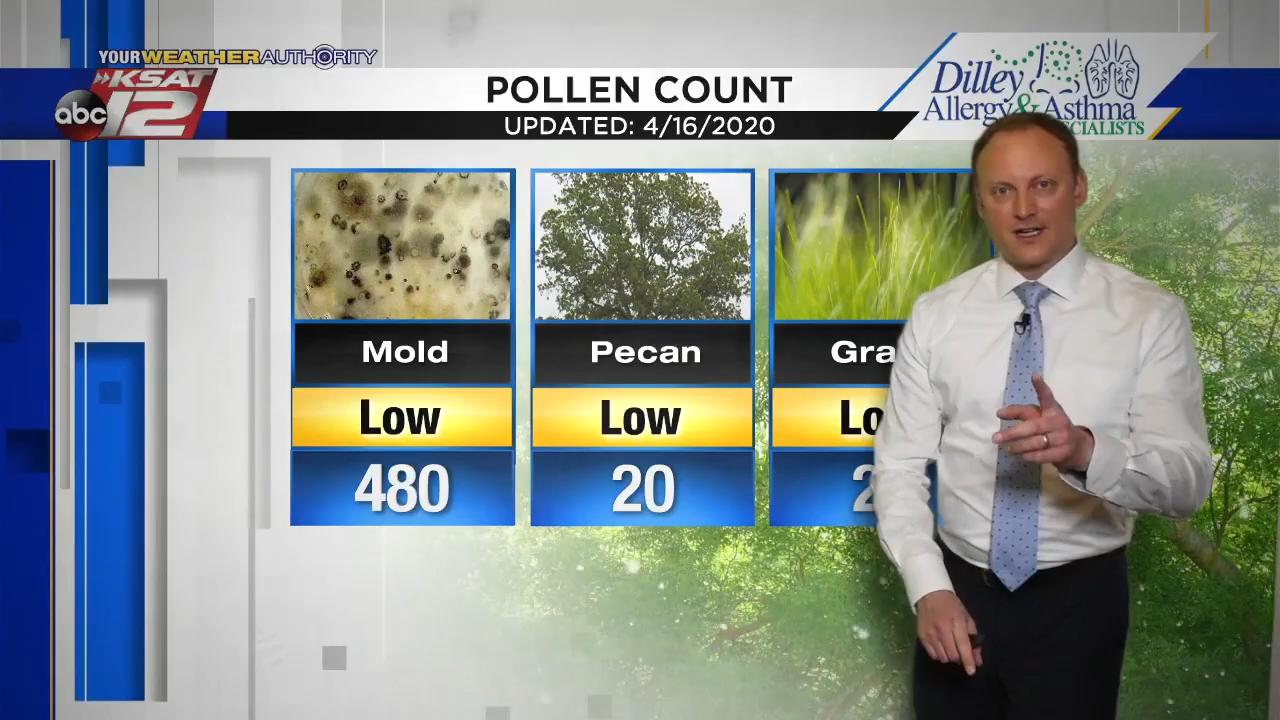 YOUR WEATHER AUTHORITY
KSAT
abc 12
POLLEN COUNT
UPDATED: 4/16/2020
Dilley
Allergy & Asthma
Mold
Pecan
Low
Low
480
20